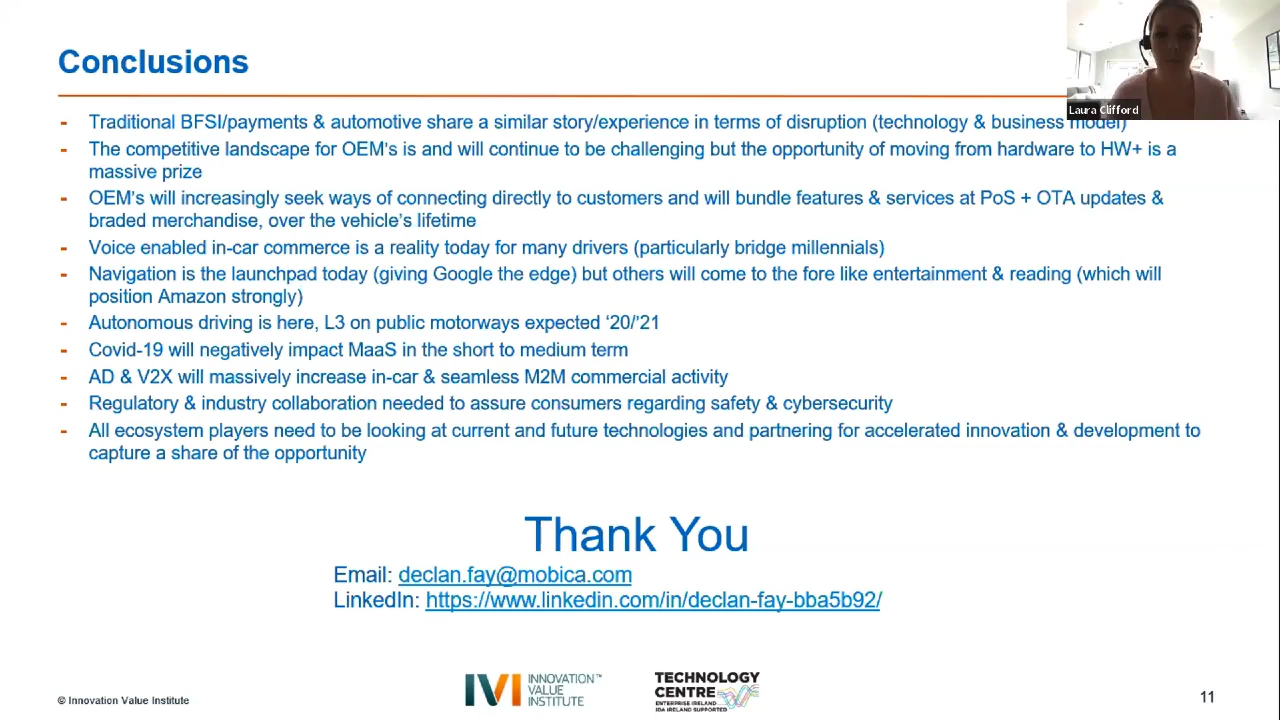 Conclusions
Laura Clifford
- Traditional BFSI/payments & automotive share a similar story/experience in terms of disruption (technology & business model)
- The competitive landscape for OEM's is and will continue to be challenging but the opportunity of moving from hardware to HW+ is a
massive prize
- OEM's will increasingly seek ways of connecting directly to customers and will bundle features & services at PoS + OTA updates &
braded merchandise, over the vehicle's lifetime
- Voice enabled in-car commerce is a reality today for many drivers (particularly bridge millennials)
- Navigation is the launchpad today (giving Google the edge) but others will come to the fore like entertainment & reading (which will
position Amazon strongly)
- Autonomous driving is here, L3 on public motorways expected ‘20/’21
- Covid-19 will negatively impact MaaS in the short to medium term
- AD & V2X will massively increase in-car & seamless M2M commercial activity
- Regulatory & industry collaboration needed to assure consumers regarding safety & cybersecurity
- All ecosystem players need to be looking at current and future technologies and partnering for accelerated innovation & development to
capture a share of the opportunity
Thank You
Email: declan.fay@mobica.com
LinkedIn: https://www.linkedin.com/in/declan-fay-bba5b92/
© Innovation Value Institute
IVI INNOVATION™
VALUE
INSTITUTE
TECHNOLOGY
CENTRE
ENTERPRISE IRELAND
IDA IRELAND SUPPORTED
11